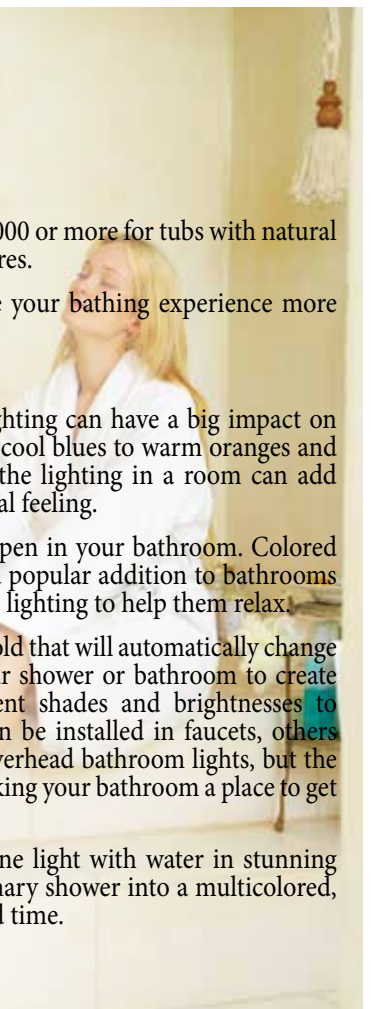 000 or more for tubs with natural
res.
e your bathing experience more
ghting can have a big impact on
cool blues to warm oranges and
the lighting in a room can add
al feeling.
pen in your bathroom. Colored
popular addition to bathrooms
lighting to help them relax.
old that will automatically change
ir shower or bathroom to create
ent shades and brightnesses to
n be installed in faucets, others
verhead bathroom lights, but the
king your bathroom a place to get
ne light with water in stunning
nary shower into a multicolored,
d time.